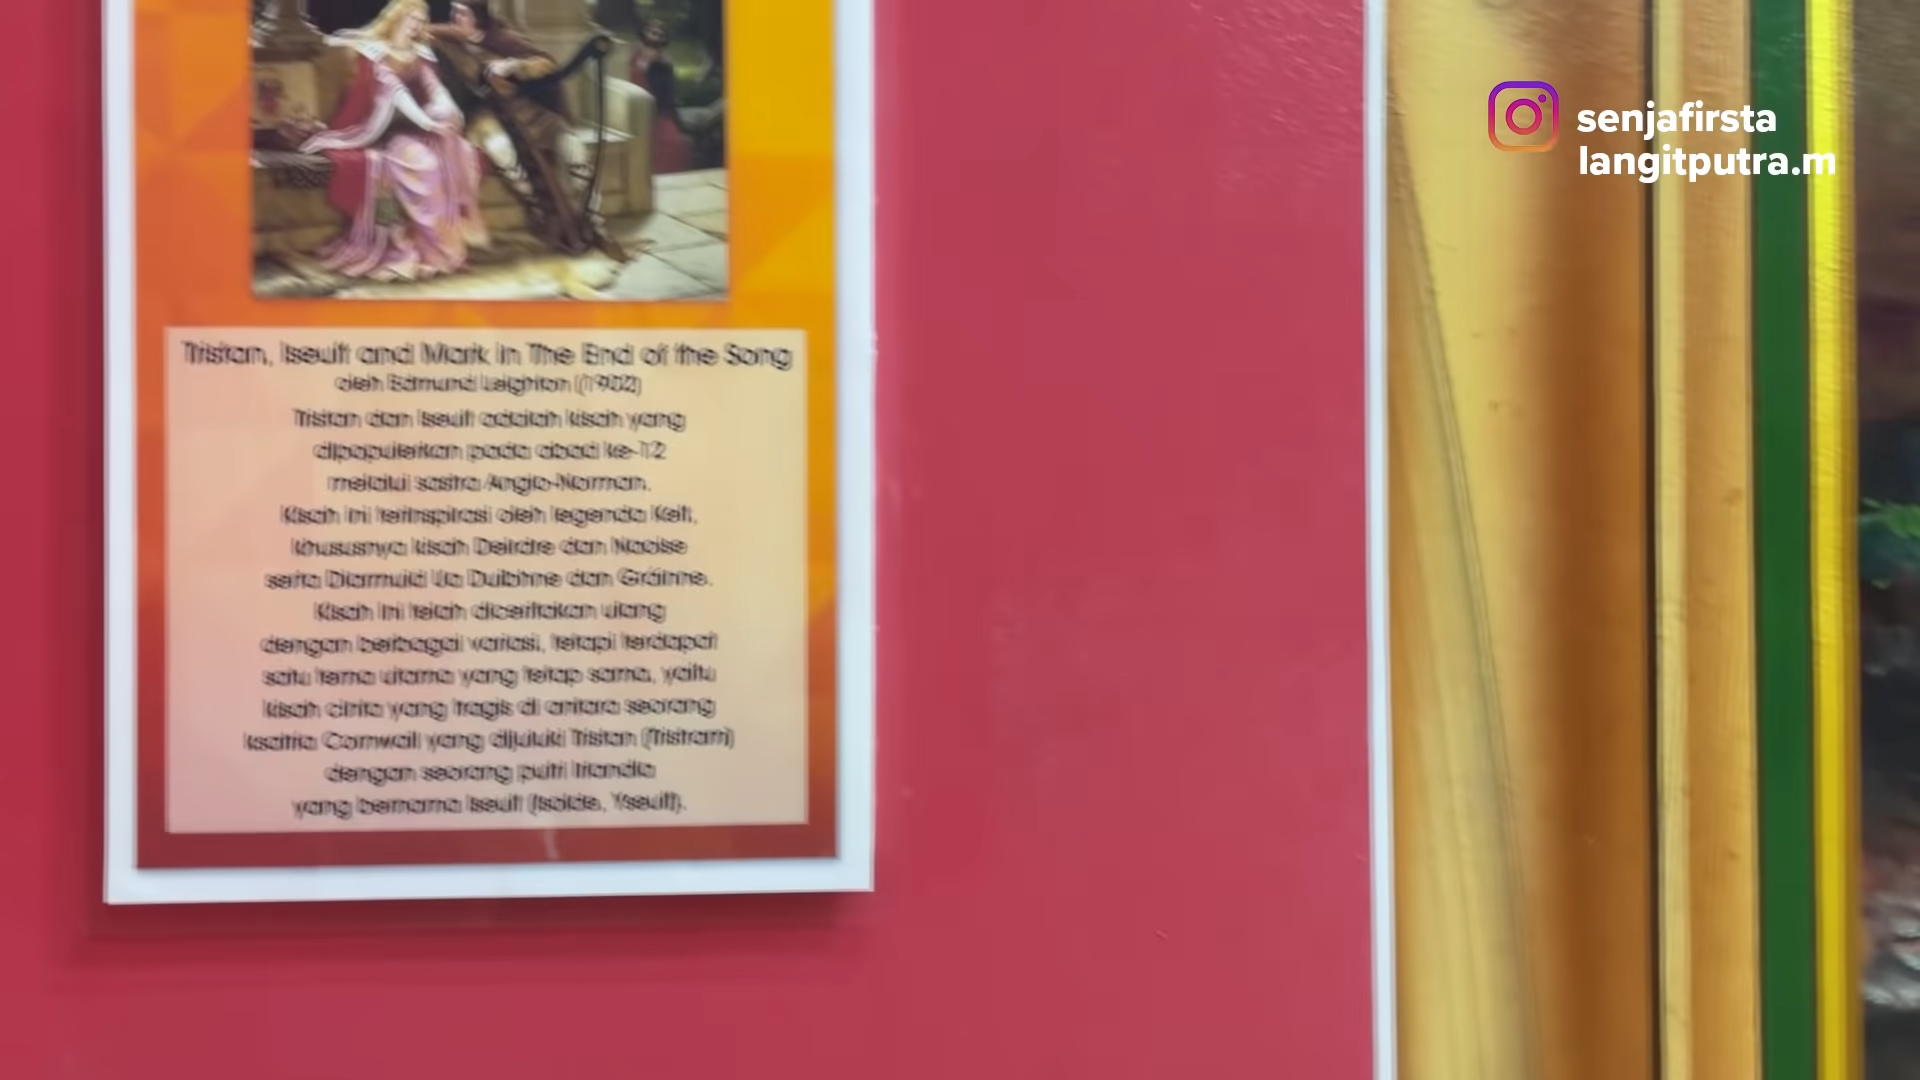 senjafirsta
langitputra.m
Tristan, Iseult and Mark in The End of the Song
oleh Edmund Leighton (1902)
Tristan dan Iseult adalah kisah yang
dipopulerkan pada abad ke-12
melalui sastra Anglo-Norman.
Kisah ini terinspirasi oleh legenda Kelt,
khususnya kisah Deirdre dan Naoise
serta Diarmuid Ua Duibhne dan Gráinne.
Kisah ini telah diceritakan ulang
dengan berbagai variasi, tetapi terdapat
satu tema utama yang tetap sama, yaitu
kisah cinta yang tragis di antara seorang
ksatria Cornwall yang dijuluki Tristan (Tristram)
dengan seorang putri Irlandia
yang bernama Iseult (Isolde, Yseult).